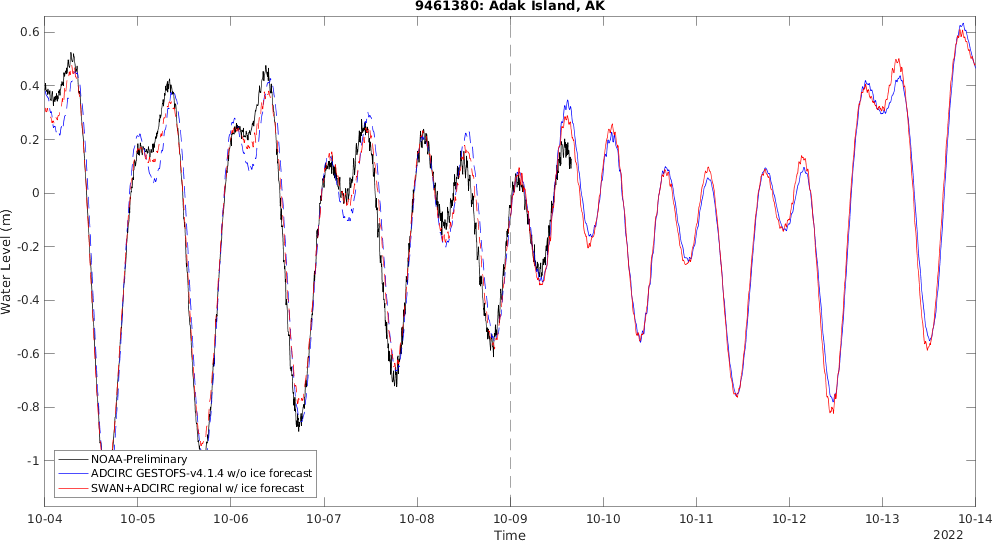 9461380: Adak Island, AK
0.6
0.4
0.2
0
-0.2
-0.4
-0.6
-0.8
-1
Water Level (m)
NOAA-Preliminary
ADCIRC GESTOFS-v4.1.4 w/o ice forecast
SWAN+ADCIRC regional w/ ice forecast
10-04 10-05 10-06 10-07 10-08 10-09 10-10 10-11 10-12 10-13 10-14
Time
2022